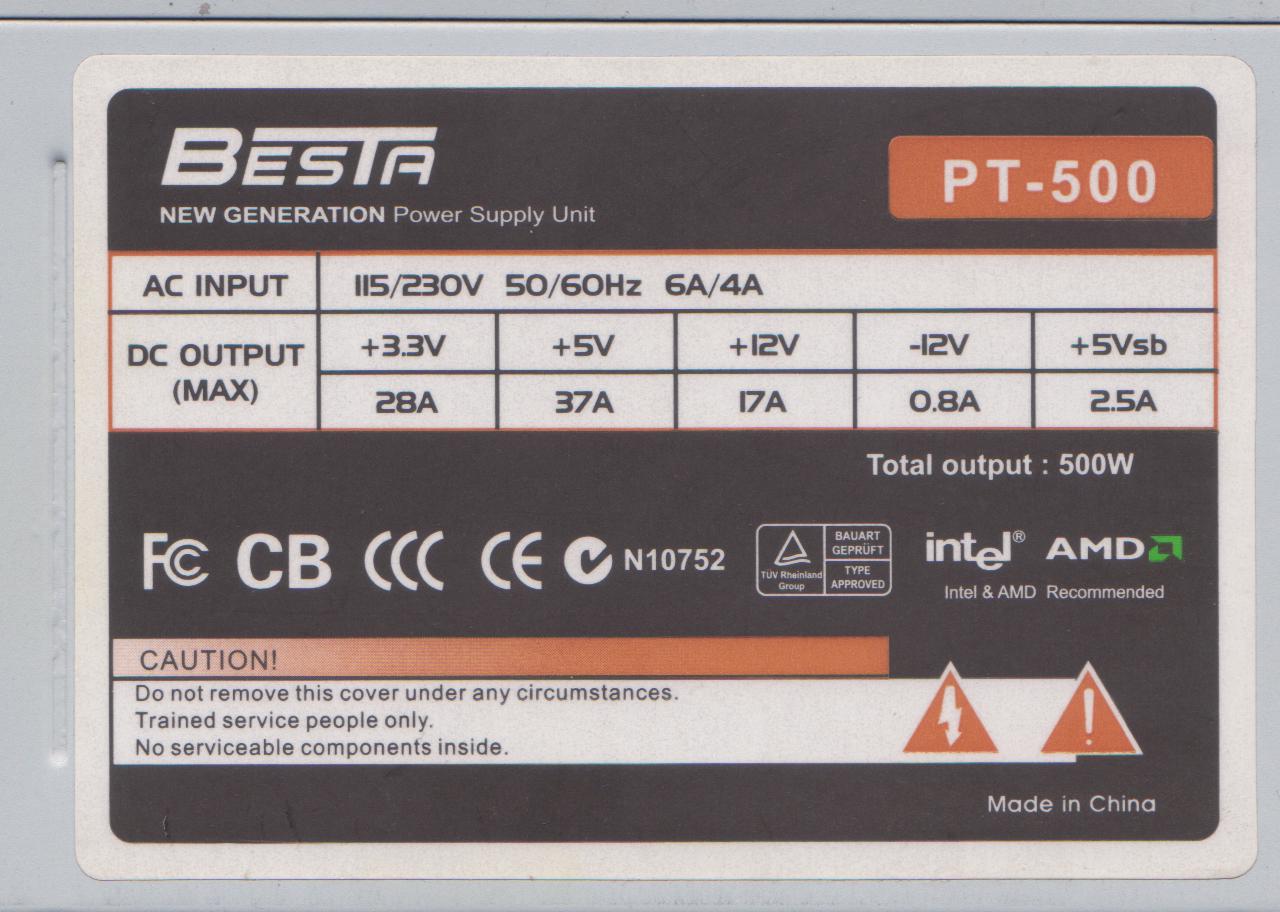 BESTA
PT-500
NEW GENERATION Power Supply Unit
AC INPUT 115/230V 50/60Hz 6A/4A
DC OUTPUT (MAX) +3.3V +5V +12V -12V +5Vsb
28A 37A 17A 0.8A 2.5A
Total output : 500W
FC CB CCC CE N10752
TÜV Rheinland Group
BAUART GEPRÜFT
TYPE APPROVED
intel® AMD
Intel & AMD Recommended
CAUTION!
Do not remove this cover under any circumstances.
Trained service people only.
No serviceable components inside.
Made in China